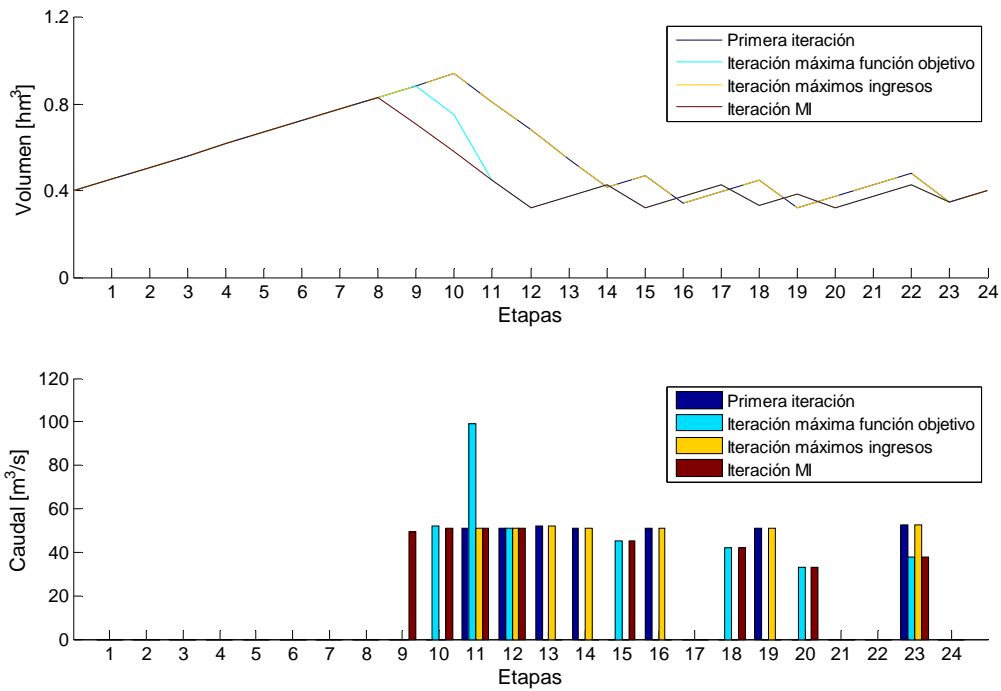 1.2
0.8
0.4
0
Volumen [hm³]
Primera iteración
Iteración máxima función objetivo
Iteración máximos ingresos
Iteración MI
1 2 3 4 5 6 7 8 9 10 11 12 13 14 15 16 17 18 19 20 21 22 23 24
Etapas
120
100
80
60
40
20
0
Caudal [m³/s]
Primera iteración
Iteración máxima función objetivo
Iteración máximos ingresos
Iteración MI
1 2 3 4 5 6 7 8 9 10 11 12 13 14 15 16 17 18 19 20 21 22 23 24
Etapas